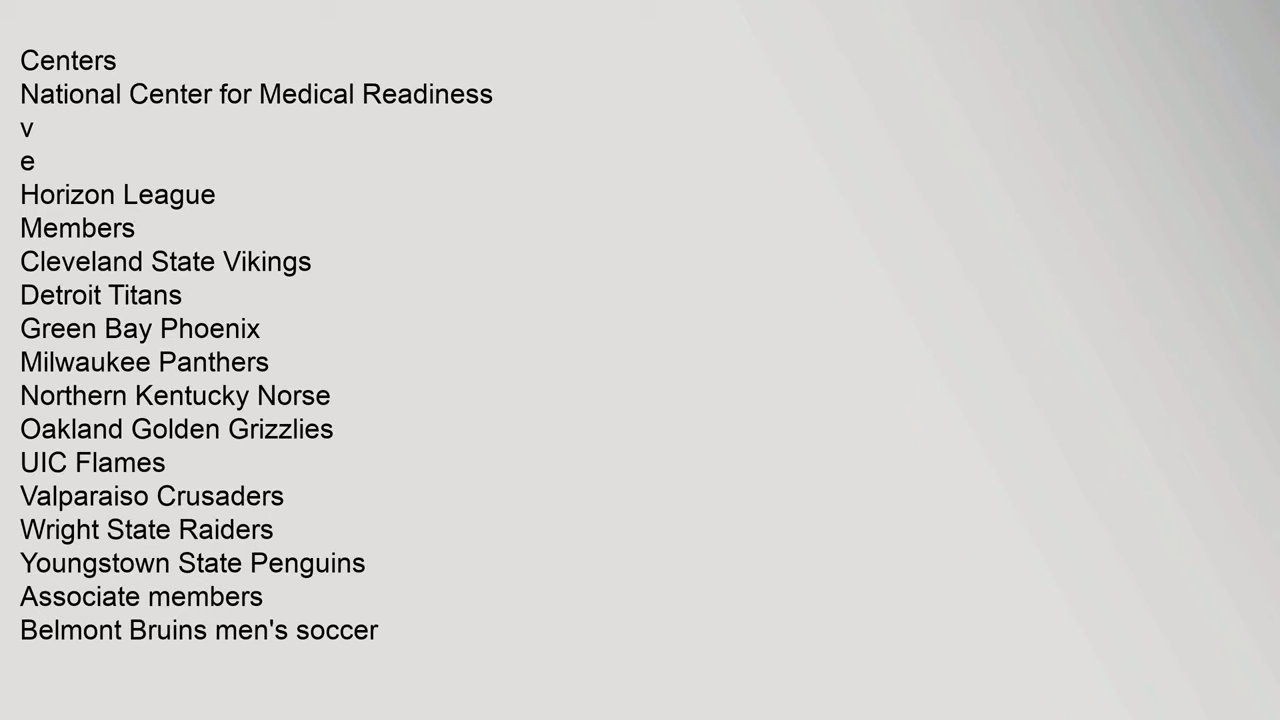 Centers
National Center for Medical Readiness
v
e
Horizon League
Members
Cleveland State Vikings
Detroit Titans
Green Bay Phoenix
Milwaukee Panthers
Northern Kentucky Norse
Oakland Golden Grizzlies
UIC Flames
Valparaiso Crusaders
Wright State Raiders
Youngstown State Penguins
Associate members
Belmont Bruins men's soccer